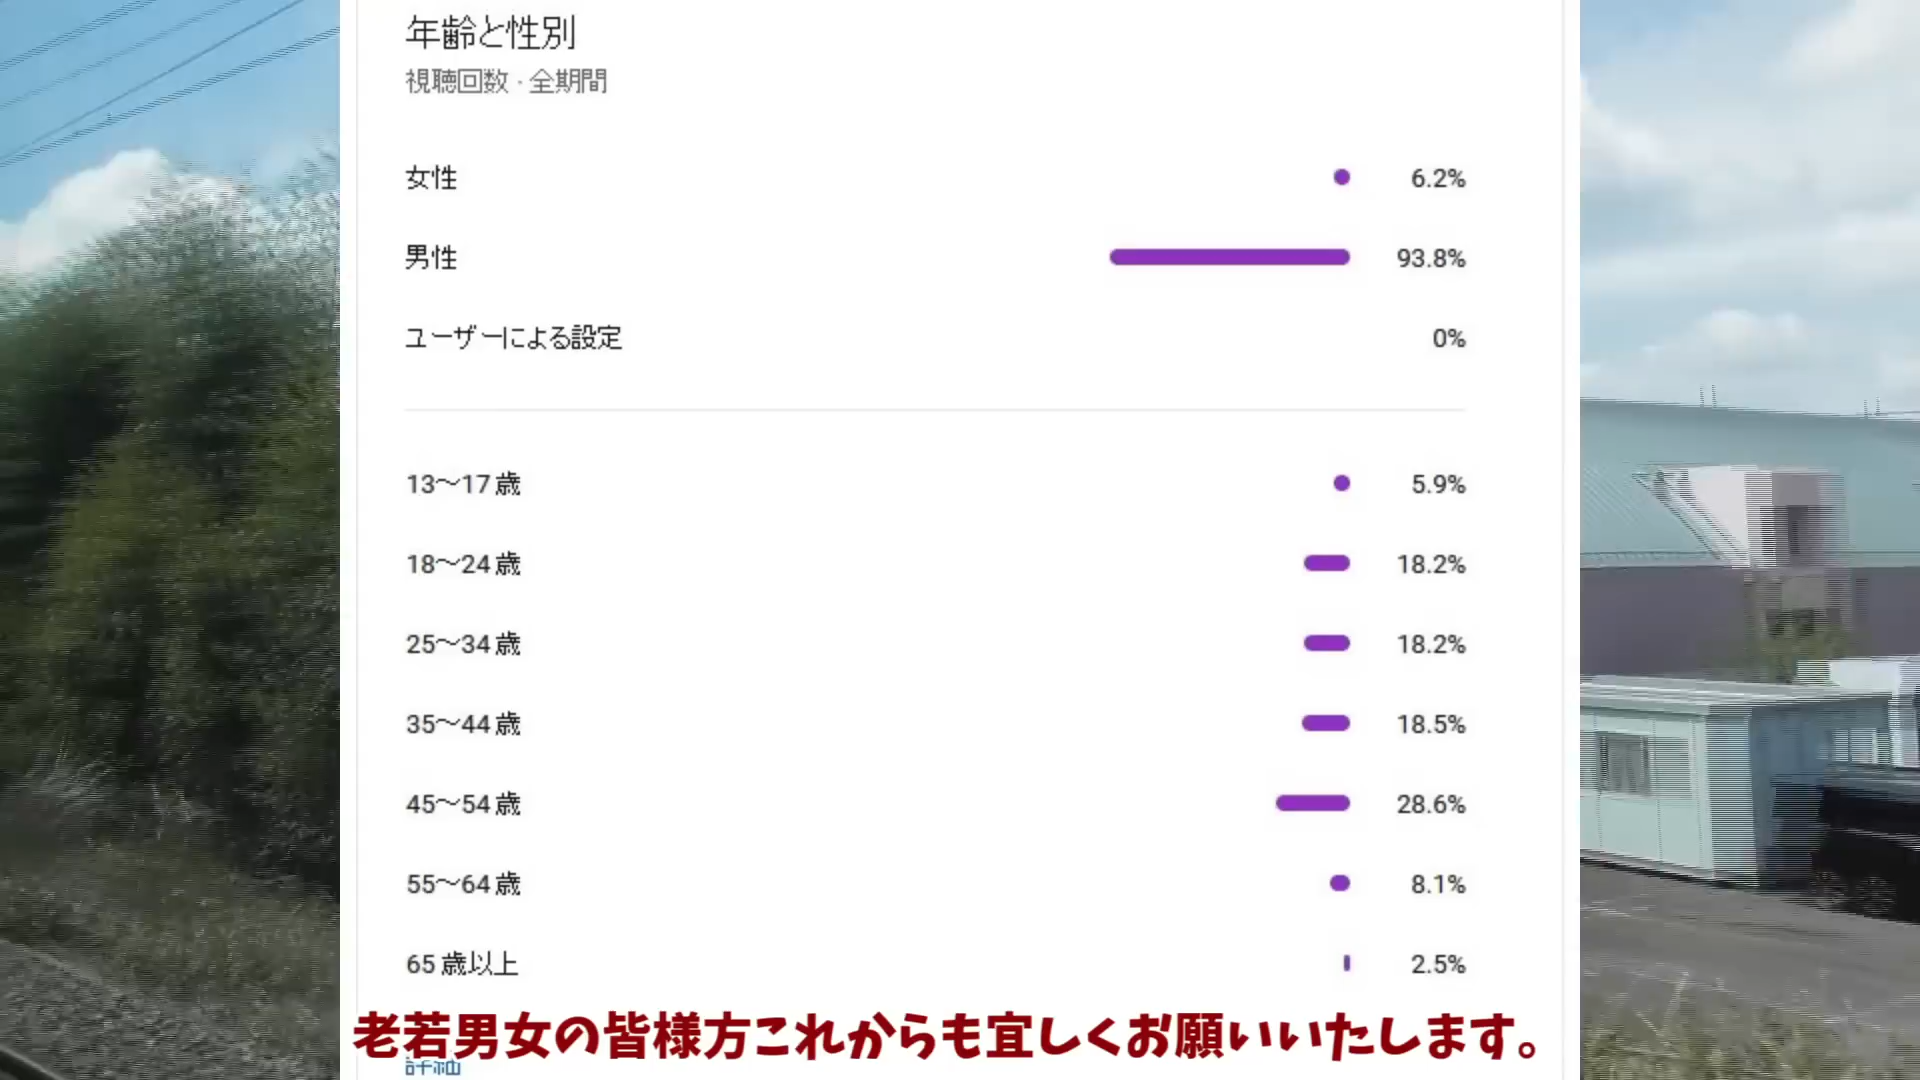 年齢と性別
視聴回数 · 全期間
女性 6.2%
男性 93.8%
ユーザーによる設定 0%
13～17歳 5.9%
18～24歳 18.2%
25～34歳 18.2%
35～44歳 18.5%
45～54歳 28.6%
55～64歳 8.1%
65歳以上 2.5%
老若男女の皆様方これからも宜しくお願いいたします。
詳細